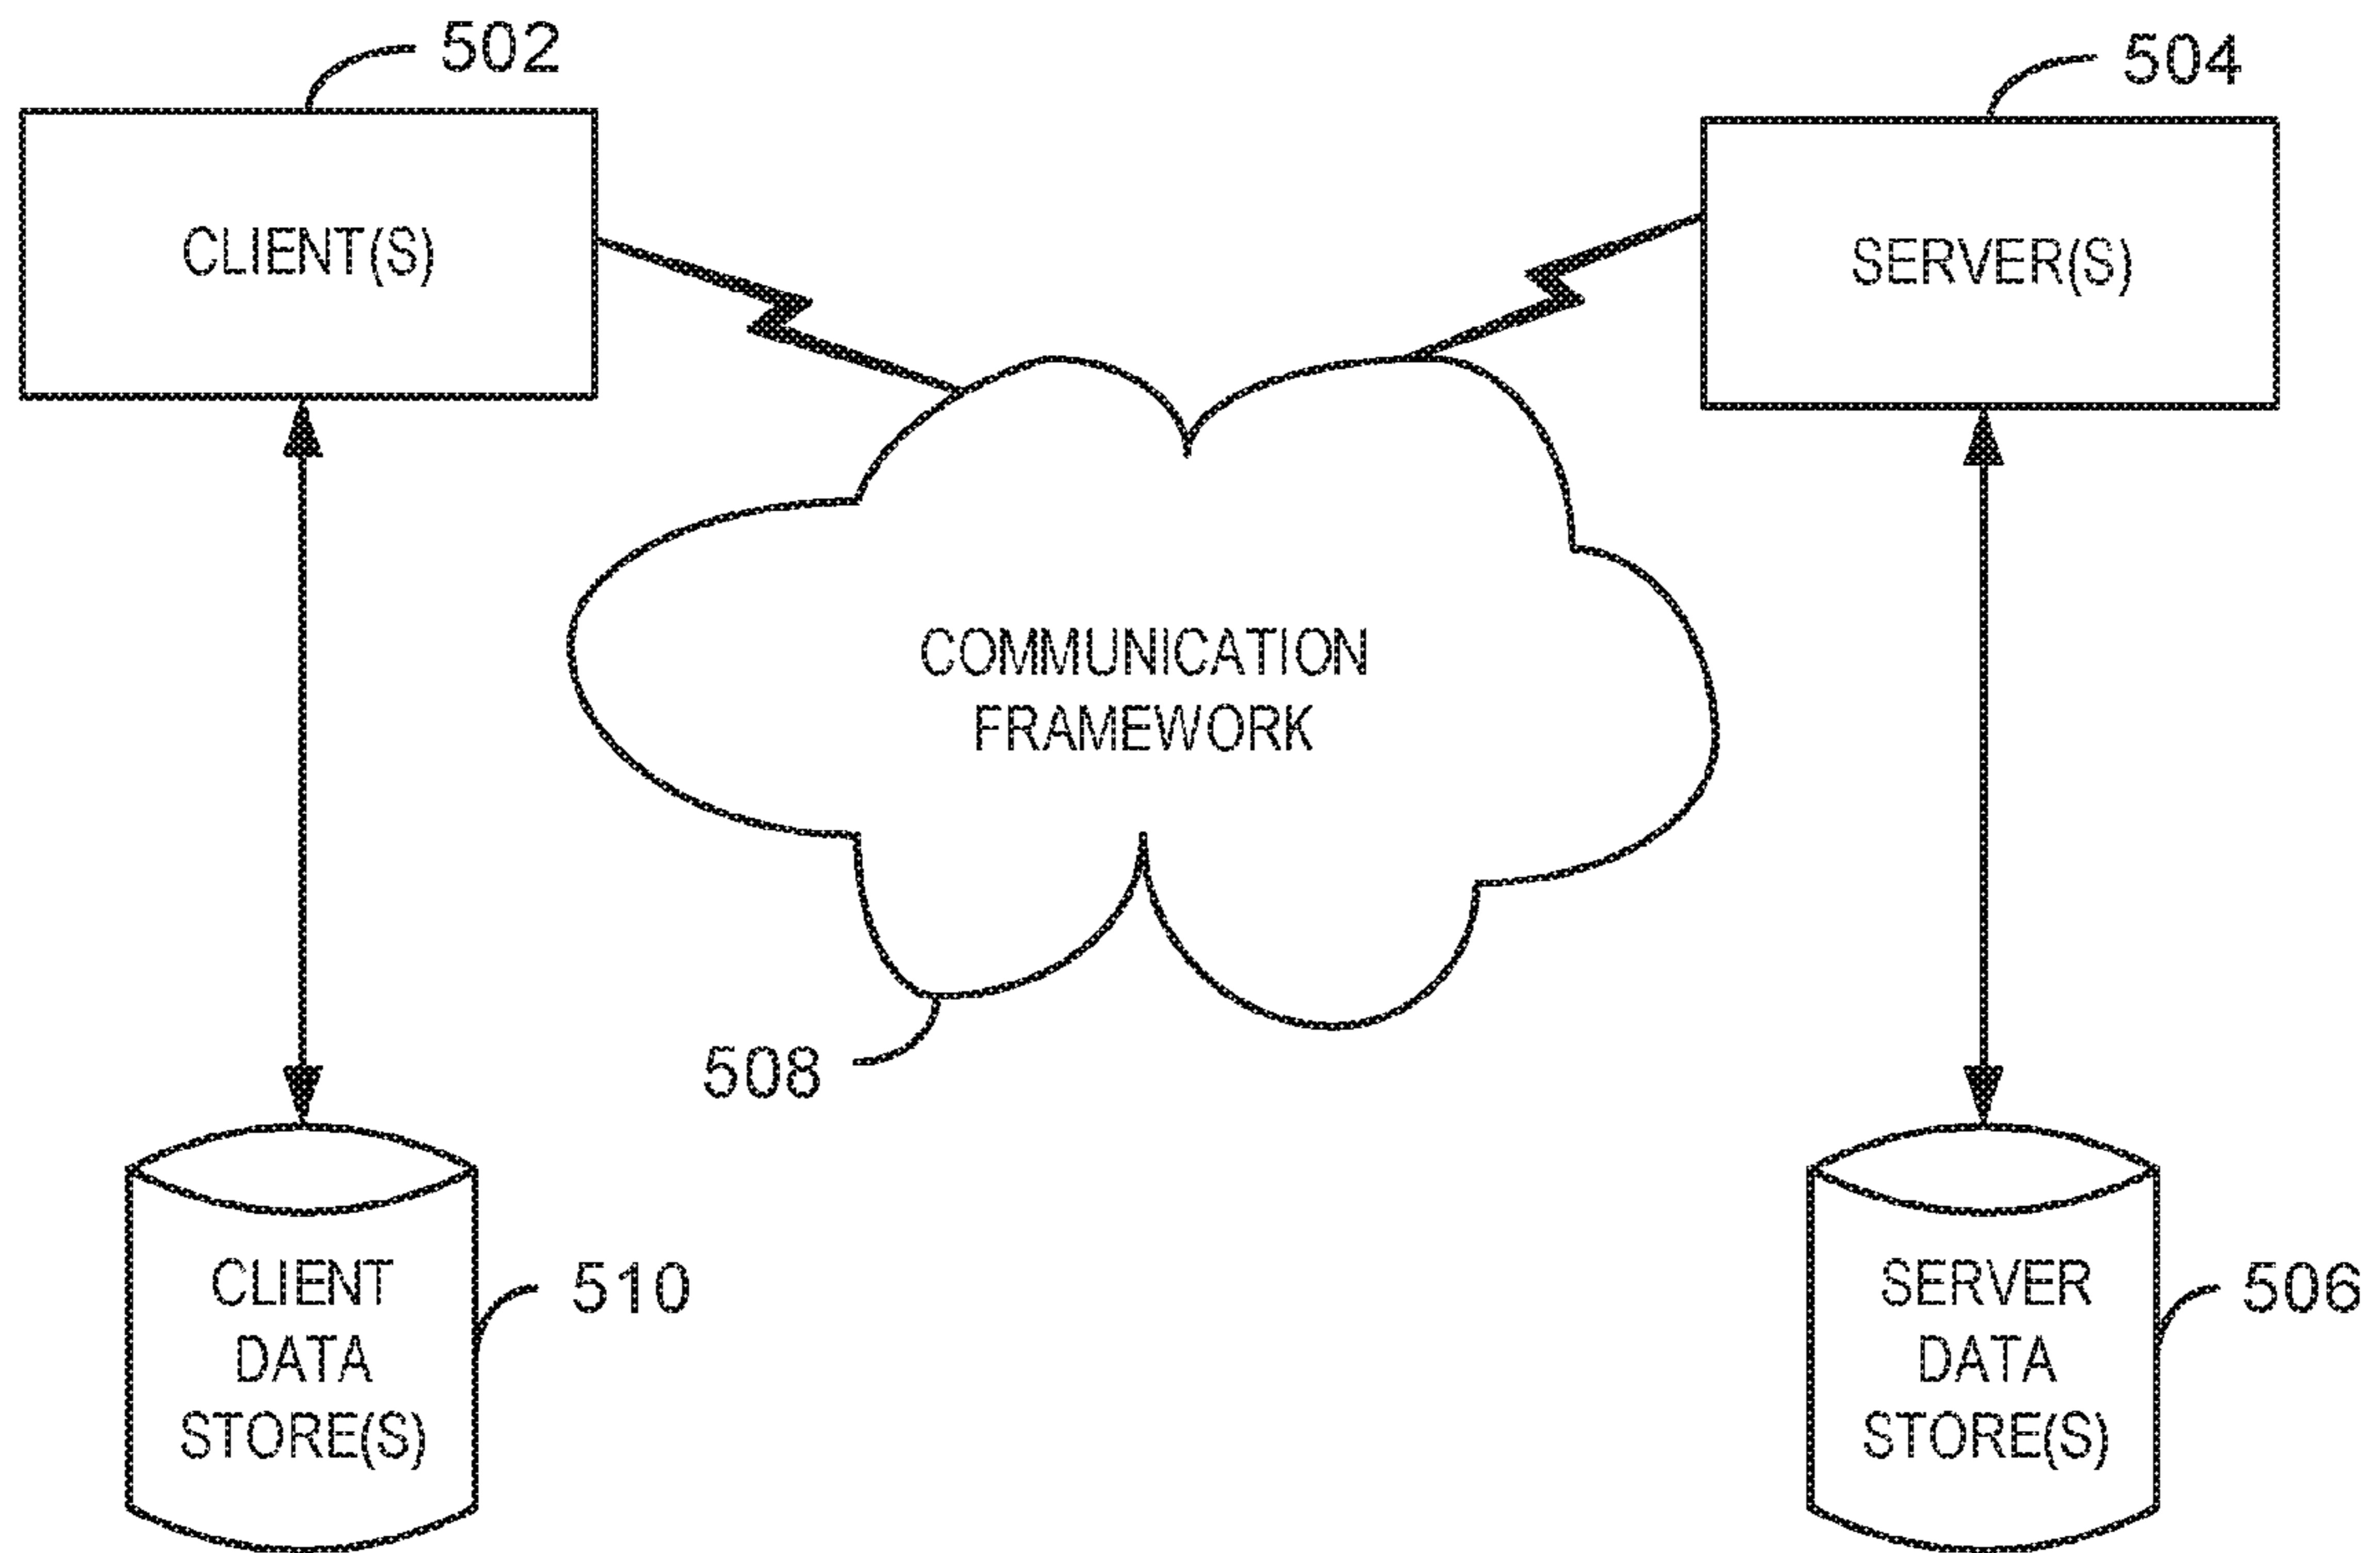 502
504
CLIENT(S)
SERVER(S)
COMMUNICATION
FRAMEWORK
508
CLIENT
DATA
STORE(S)
510
SERVER
DATA
STORE(S)
506